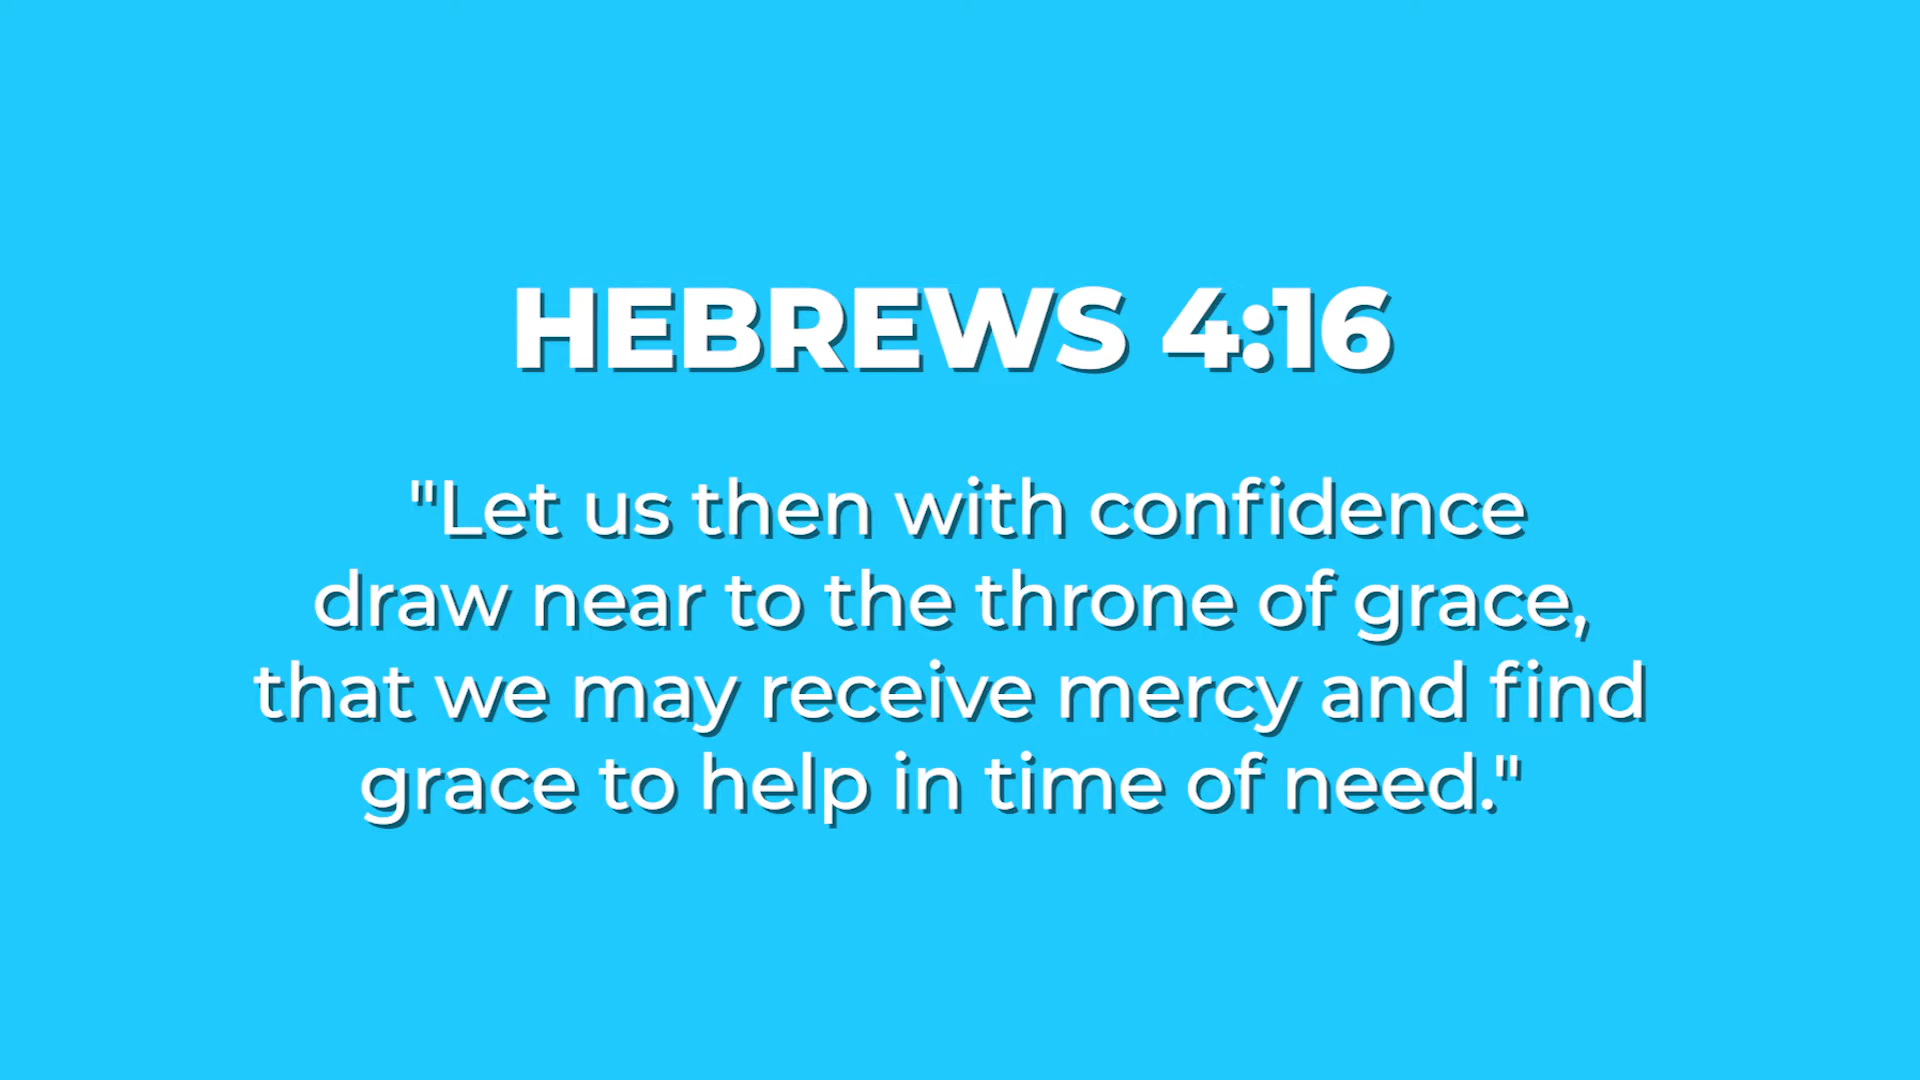 HEBREWS 4:16
"Let us then with confidence
draw near to the throne of grace,
that we may receive mercy and find
grace to help in time of need."